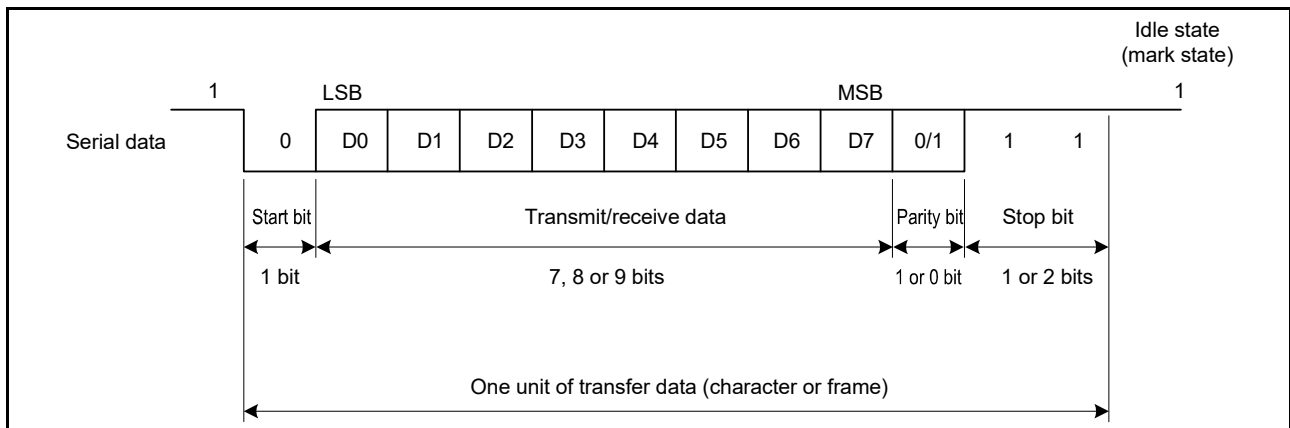 Idle state
(mark state)
1 LSB MSB 1
Serial data 0 D0 D1 D2 D3 D4 D5 D6 D7 0/1 1 1
Start bit Transmit/receive data Parity bit Stop bit
1 bit 7, 8 or 9 bits 1 or 0 bit 1 or 2 bits
One unit of transfer data (character or frame)